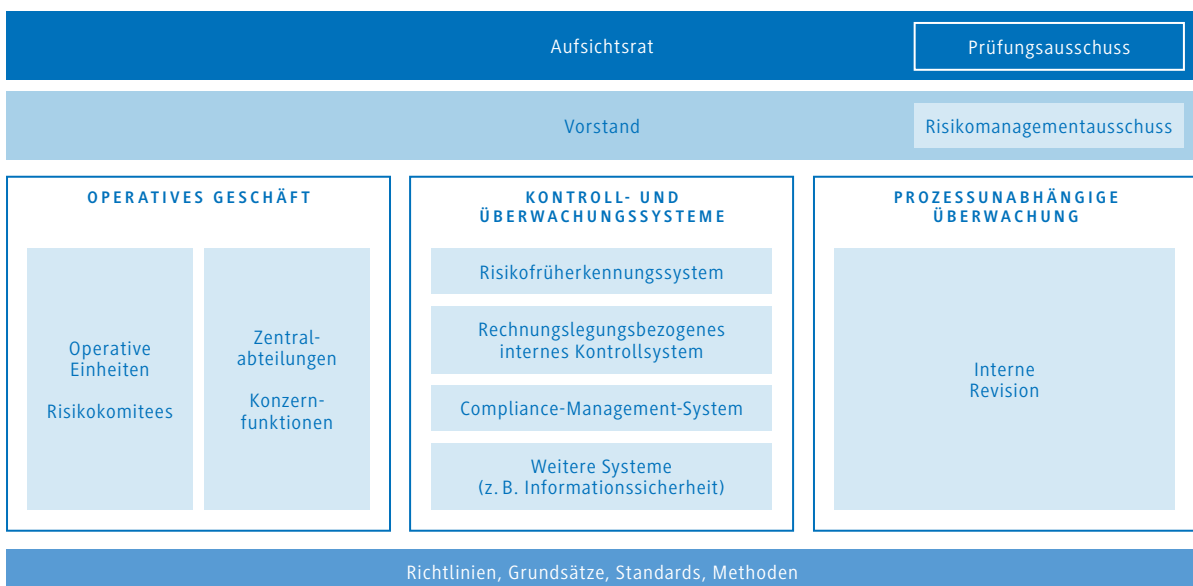 Aufsichtsrat
Prüfungsausschuss
Vorstand
Risikomanagementausschuss
OPERATIVES GESCHÄFT
Operative
Einheiten
Risikokomitees
Zentral-
abteilungen
Konzern-
funktionen
KONTROLL- UND
ÜBERWACHUNGSSYSTEME
Risikofrüherkennungssystem
Rechnungslegungsbezogenes
internes Kontrollsystem
Compliance-Management-System
Weitere Systeme
(z. B. Informationssicherheit)
PROZESSUNABHÄNGIGE
ÜBERWACHUNG
Interne
Revision
Richtlinien, Grundsätze, Standards, Methoden